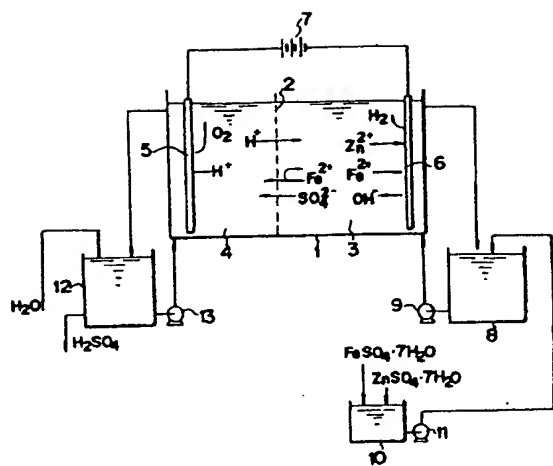 7
2
O₂
H⁺
H₂
5
Zn²⁺
H⁺
Fe²⁺
Fe²⁺
6
SO₄²⁻
OH⁻
4
1
3
12
H₂O
13
9
8
H₂SO₄
FeSO₄·7H₂O
ZnSO₄·7H₂O
10
11